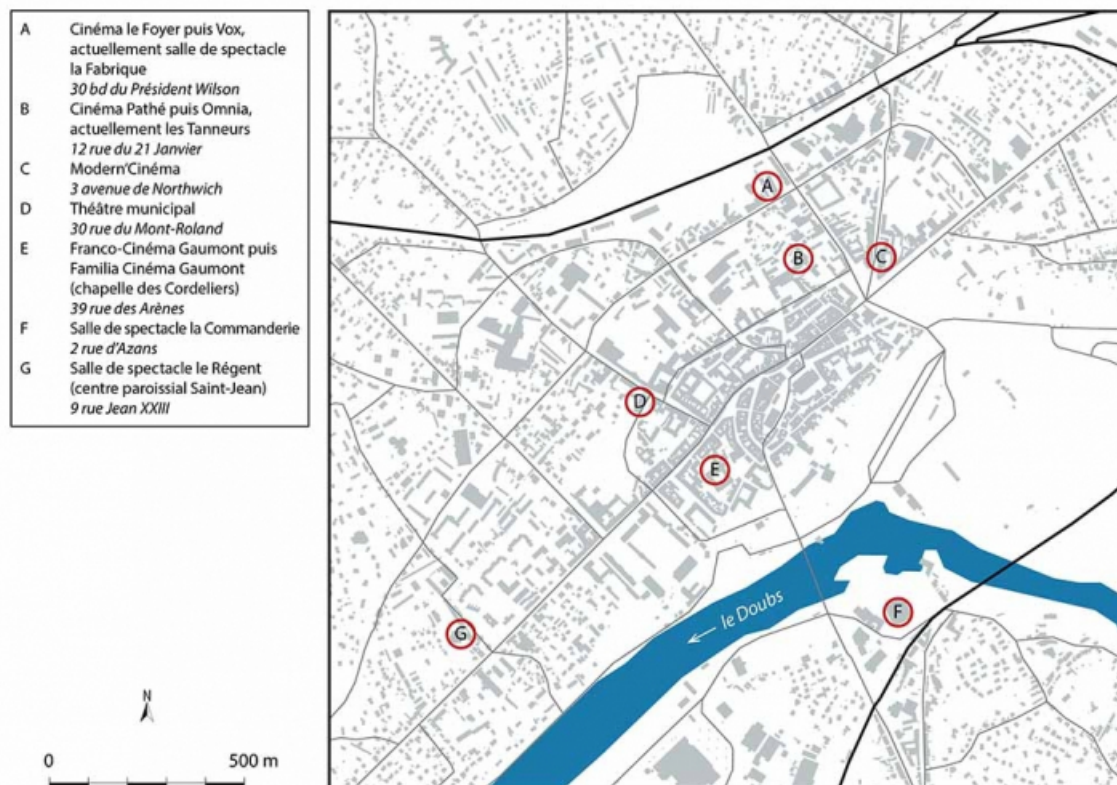 A Cinéma le Foyer puis Vox,
actuellement salle de spectacle
la Fabrique
30 bd du Président Wilson
B Cinéma Pathé puis Omnia,
actuellement les Tanneurs
12 rue du 21 Janvier
C Modern'Cinéma
3 avenue de Northwich
D Théâtre municipal
30 rue du Mont-Roland
E Franco-Cinéma Gaumont puis
Familia Cinéma Gaumont
(chapelle des Cordeliers)
39 rue des Arènes
F Salle de spectacle la Commanderie
2 rue d'Azans
G Salle de spectacle le Régent
(centre paroissial Saint-Jean)
9 rue Jean XXIII
A
B
C
D
E
F
G
← le Doubs
N
0 500 m